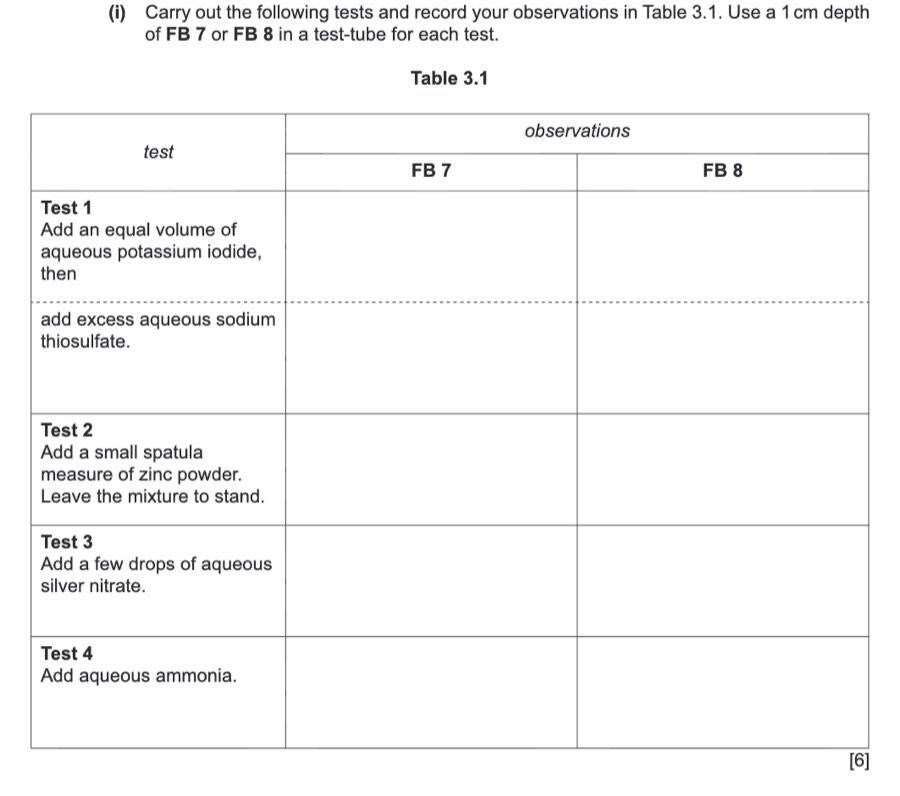 (i) Carry out the following tests and record your observations in Table 3.1. Use a 1 cm depth
of FB 7 or FB 8 in a test-tube for each test.
Table 3.1
test
observations
FB 7
FB 8
Test 1
Add an equal volume of
aqueous potassium iodide,
then
add excess aqueous sodium
thiosulfate.
Test 2
Add a small spatula
measure of zinc powder.
Leave the mixture to stand.
Test 3
Add a few drops of aqueous
silver nitrate.
Test 4
Add aqueous ammonia.
[6]